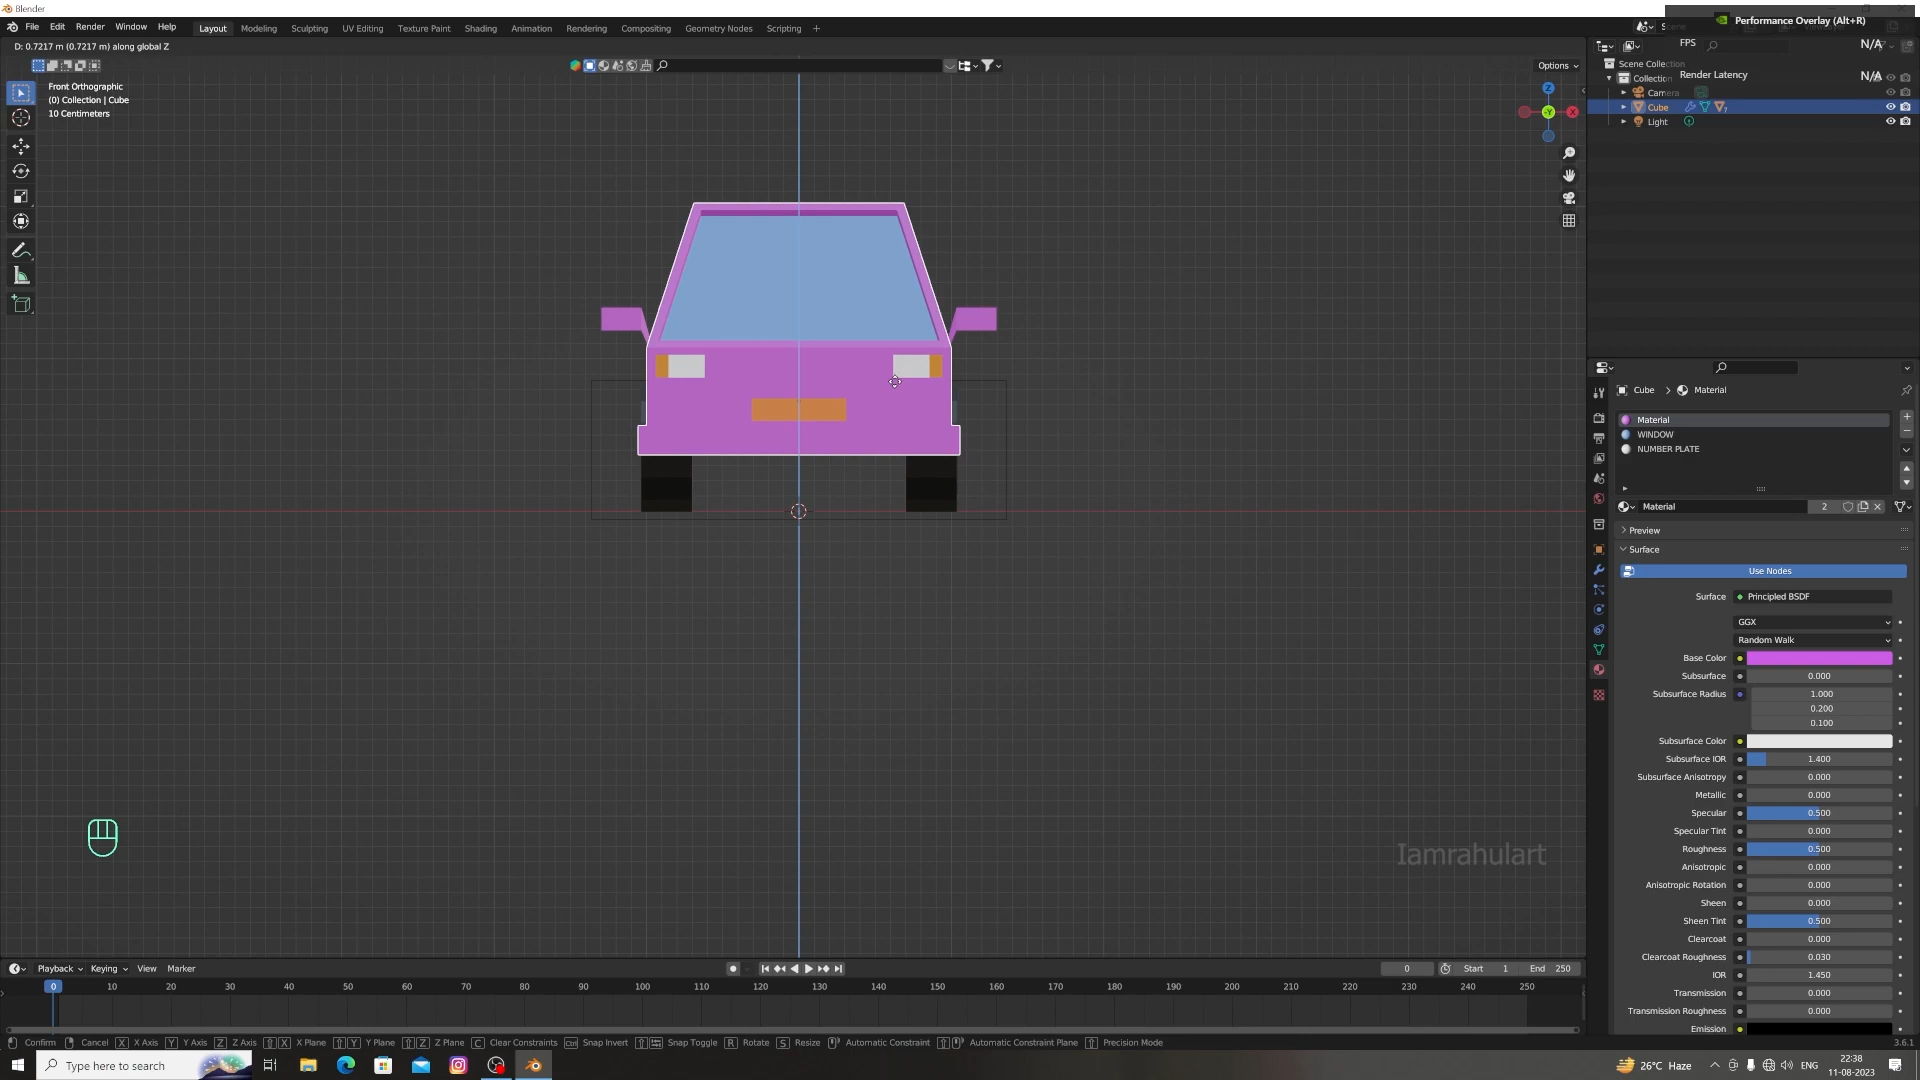 Blender
File Edit Render Window Help
Layout Modeling Sculpting UV Editing Texture Paint Shading Animation Rendering Compositing Geometry Nodes Scripting +
Performance Overlay (Alt+R)
FPS N/A
Render Latency N/A
D: 0.7217 m (0.7217 m) along global Z
Options
Front Orthographic
(0) Collection | Cube
10 Centimeters
Z
X
-Y
Scene Collection
Collection
Camera
Cube
7
Light
Cube > Material
Material
WINDOW
NUMBER PLATE
Material 2
Preview
Surface
Use Nodes
Surface Principled BSDF
GGX
Random Walk
Base Color
Subsurface 0.000
Subsurface Radius 1.000
0.200
0.100
Subsurface Color
Subsurface IOR 1.400
Subsurface Anisotropy 0.000
Metallic 0.000
Specular 0.500
Specular Tint 0.000
Roughness 0.500
Anisotropic 0.000
Anisotropic Rotation 0.000
Sheen 0.000
Sheen Tint 0.500
Clearcoat 0.000
Clearcoat Roughness 0.030
IOR 1.450
Transmission 0.000
Transmission Roughness 0.000
Emission
Iamrahulart
Playback Keying View Marker
0 Start 1 End 250
0 10 20 30 40 50 60 70 80 90 100 110 120 130 140 150 160 170 180 190 200 210 220 230 240 250
Confirm Cancel X X Axis Y Y Axis Z Z Axis X X Plane Y Y Plane Z Z Plane C Clear Constraints Ctrl Snap Invert Snap Toggle R Rotate S Resize Automatic Constraint Automatic Constraint Plane Precision Mode 3.6.1
Type here to search
26°C Haze
ENG
22:38
11-08-2023